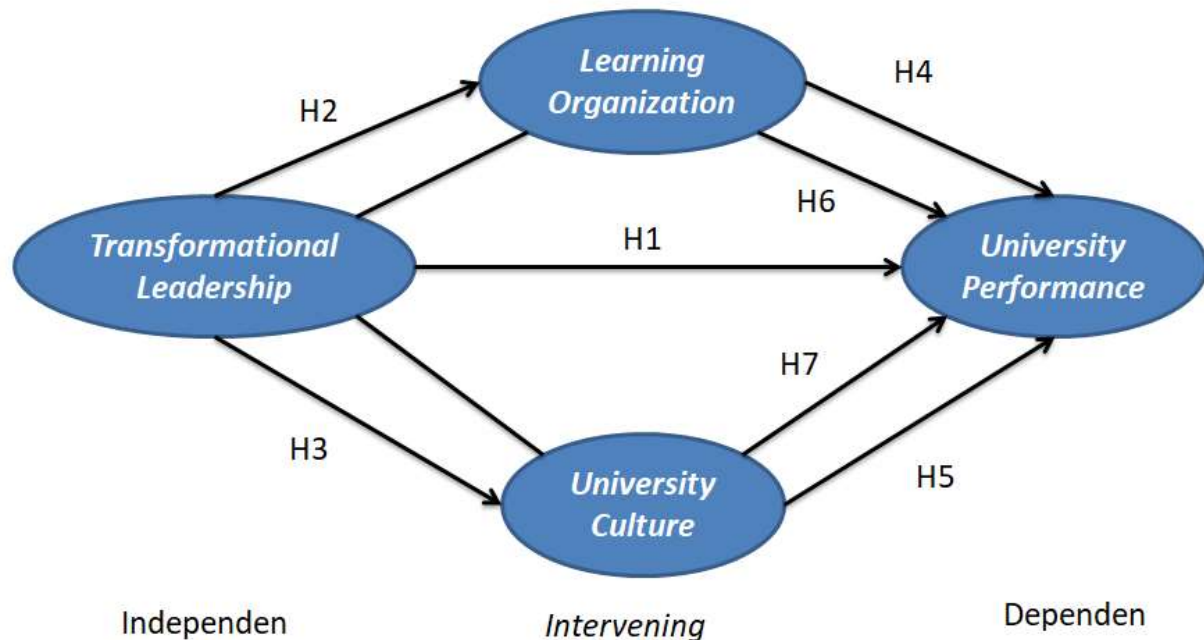 Learning
Organization
H4
H2
H6
Transformational
Leadership
H1
University
Performance
H7
H3
H5
University
Culture
Independen
Intervening
Dependen